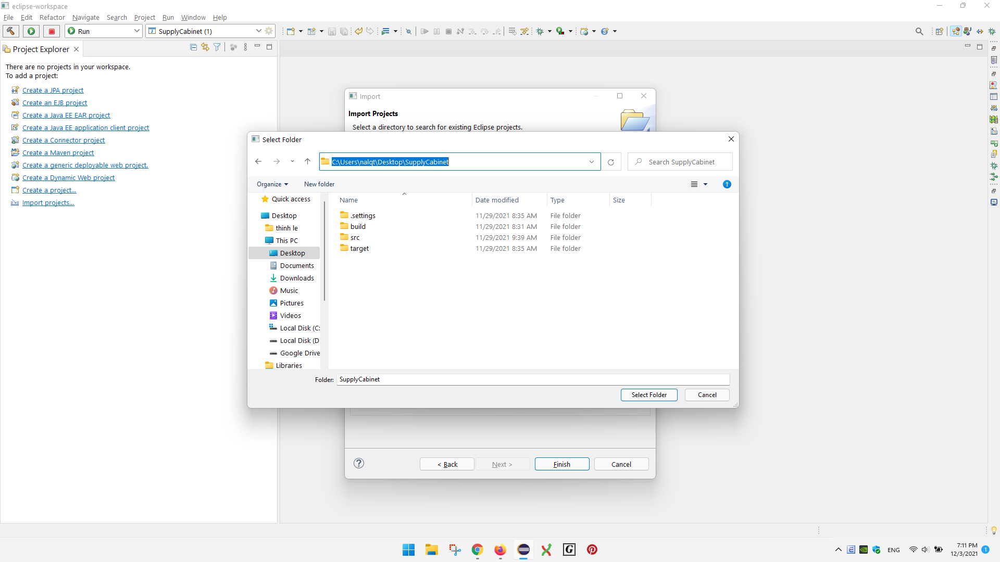 eclipse-workspace
File Edit Refactor Navigate Search Project Run Window Help
Run
SupplyCabinet (1)
Project Explorer
There are no projects in your workspace.
To add a project:
Create a JPA project
Create an EJB project
Create a Java EE EAR project
Create a Java EE application client project
Create a Connector project
Create a Maven project
Create a generic deployable web project.
Create a Dynamic Web project
Create a project...
Import projects...
Import
Import Projects
Select a directory to search for existing Eclipse projects.
Select Folder
C:\Users\nalqt\Desktop\SupplyCabinet
Search SupplyCabinet
Organize
New folder
Quick access
Desktop
thinh le
This PC
Desktop
Documents
Downloads
Music
Pictures
Videos
Local Disk (C:
Local Disk (D
Google Drive
Libraries
Name Date modified Type Size
.settings 11/29/2021 8:35 AM File folder
build 11/29/2021 8:31 AM File folder
src 11/29/2021 9:39 AM File folder
target 11/29/2021 8:35 AM File folder
Folder: SupplyCabinet
Select Folder Cancel
< Back Next > Finish Cancel
G
ENG
7:11 PM
12/3/2021
1